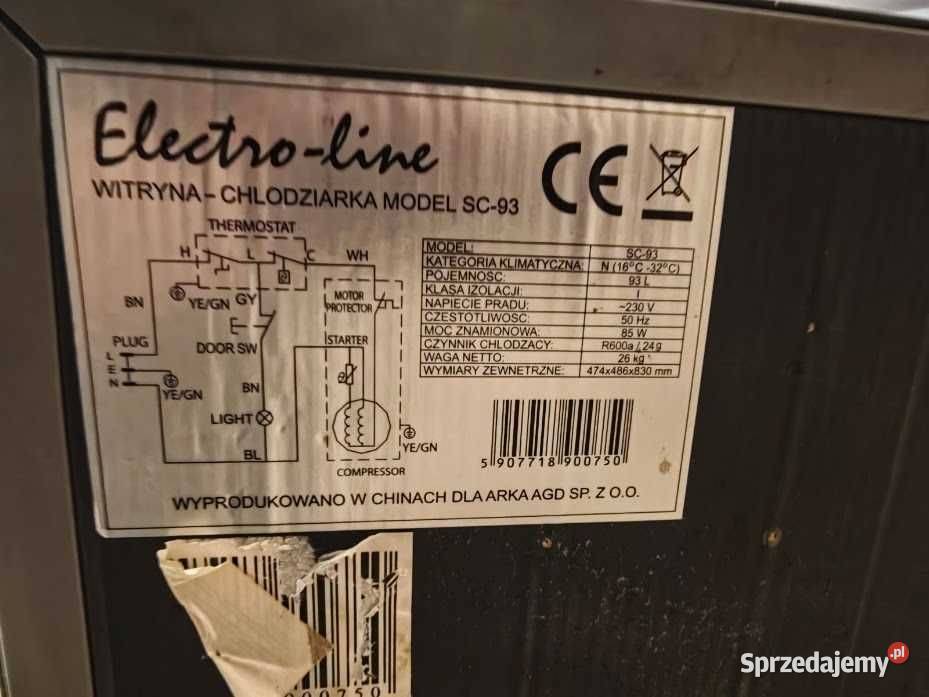 Electro-line
WITRYNA - CHLODZIARKA MODEL SC-93
CE
THERMOSTAT
H L C WH
BN
YE/GN
GY
MOTOR
PROTECTOR
PLUG
DOOR SW
STARTER
L
E
N
YE/GN
BN
LIGHT
BL
YE/GN
COMPRESSOR
MODEL: SC-93
KATEGORIA KLIMATYCZNA: N (16°C -32°C)
POJEMNOSC: 93 L
KLASA IZOLACJI: I
NAPIECIE PRADU: ~230 V
CZESTOTLIWOSC: 50 Hz
MOC ZNAMIONOWA: 85 W
CZYNNIK CHLODZACY: R600a / 24g
WAGA NETTO: 26 kg
WYMIARY ZEWNETRZNE: 474x486x830 mm
5 907718 900750
WYPRODUKOWANO W CHINACH DLA ARKA AGD SP. Z O.O.
900750
Sprzedajemy.pl